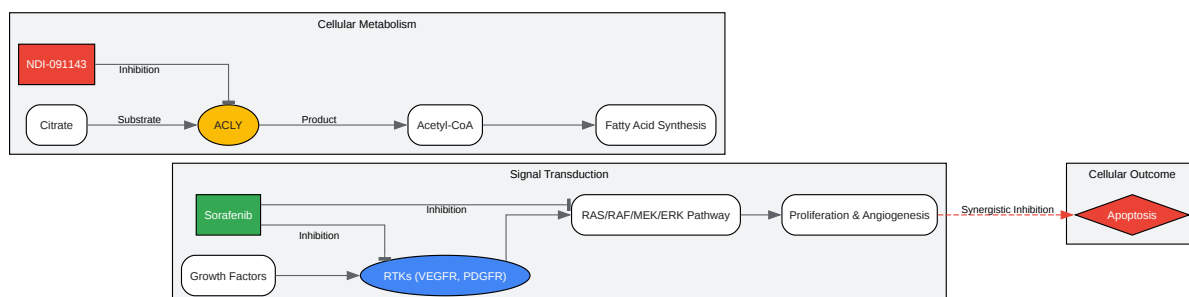 Cellular Metabolism
NDI-091143
Inhibition
Citrate
Substrate
ACLY
Product
Acetyl-CoA
Fatty Acid Synthesis
Signal Transduction
Sorafenib
Inhibition
Inhibition
RAS/RAF/MEK/ERK Pathway
Proliferation & Angiogenesis
Growth Factors
RTKs (VEGFR, PDGFR)
Cellular Outcome
Synergistic Inhibition
Apoptosis